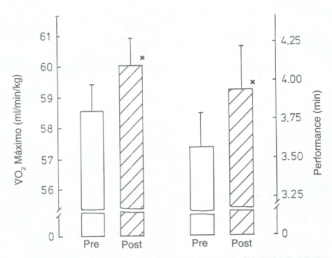 V̇O₂ Máximo (ml/min/kg)
61
60
59
58
57
56
0
x
Pre
Post
x
Pre
Post
4,25
4.00
3.75
3.50
3.25
0
Performance (min)